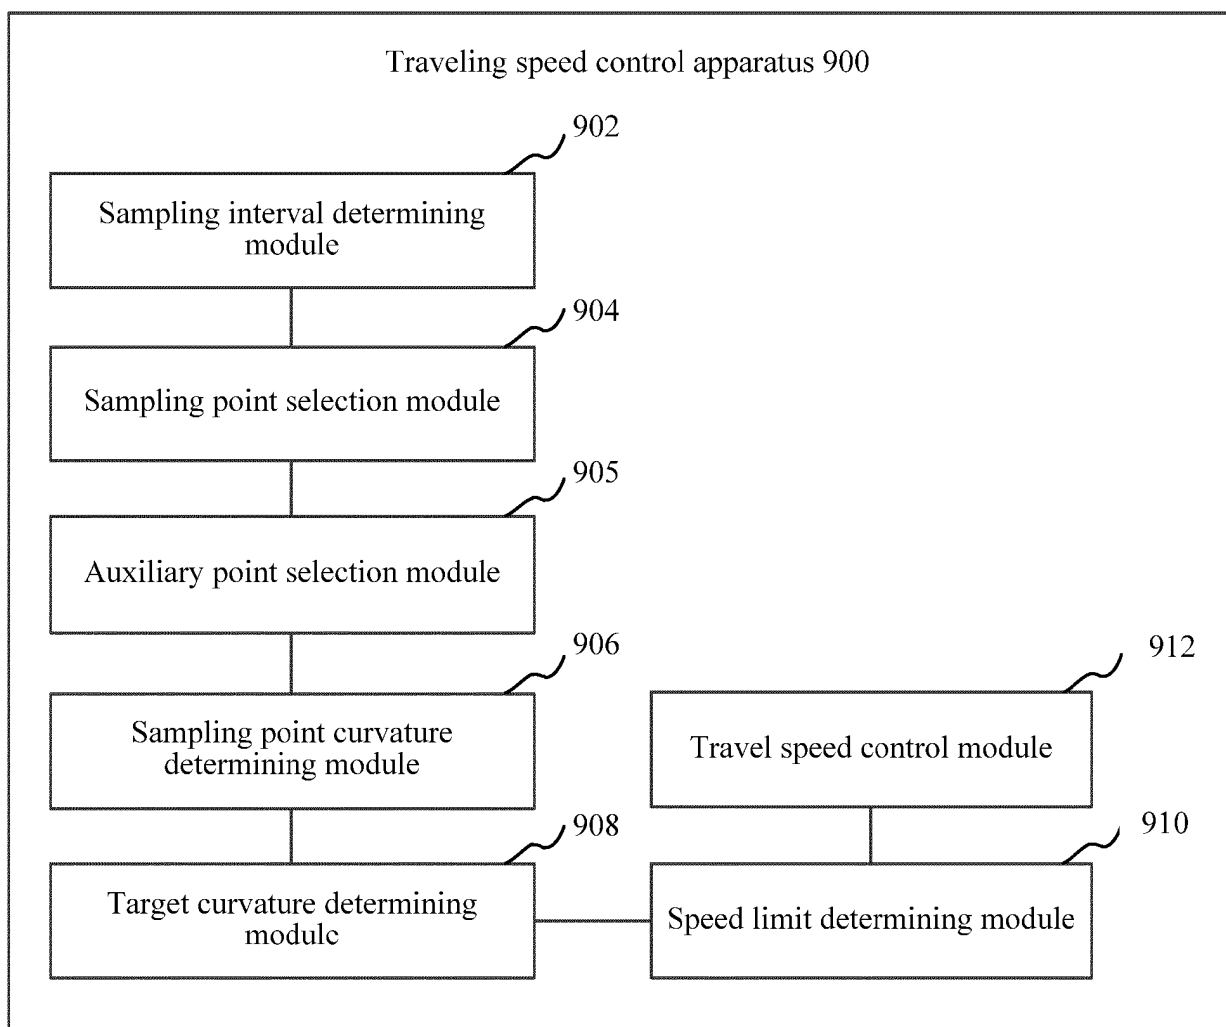 Traveling speed control apparatus 900
902
Sampling interval determining
module
904
Sampling point selection module
905
Auxiliary point selection module
906
Sampling point curvature
determining module
908
Target curvature determining
module
912
Travel speed control module
910
Speed limit determining module